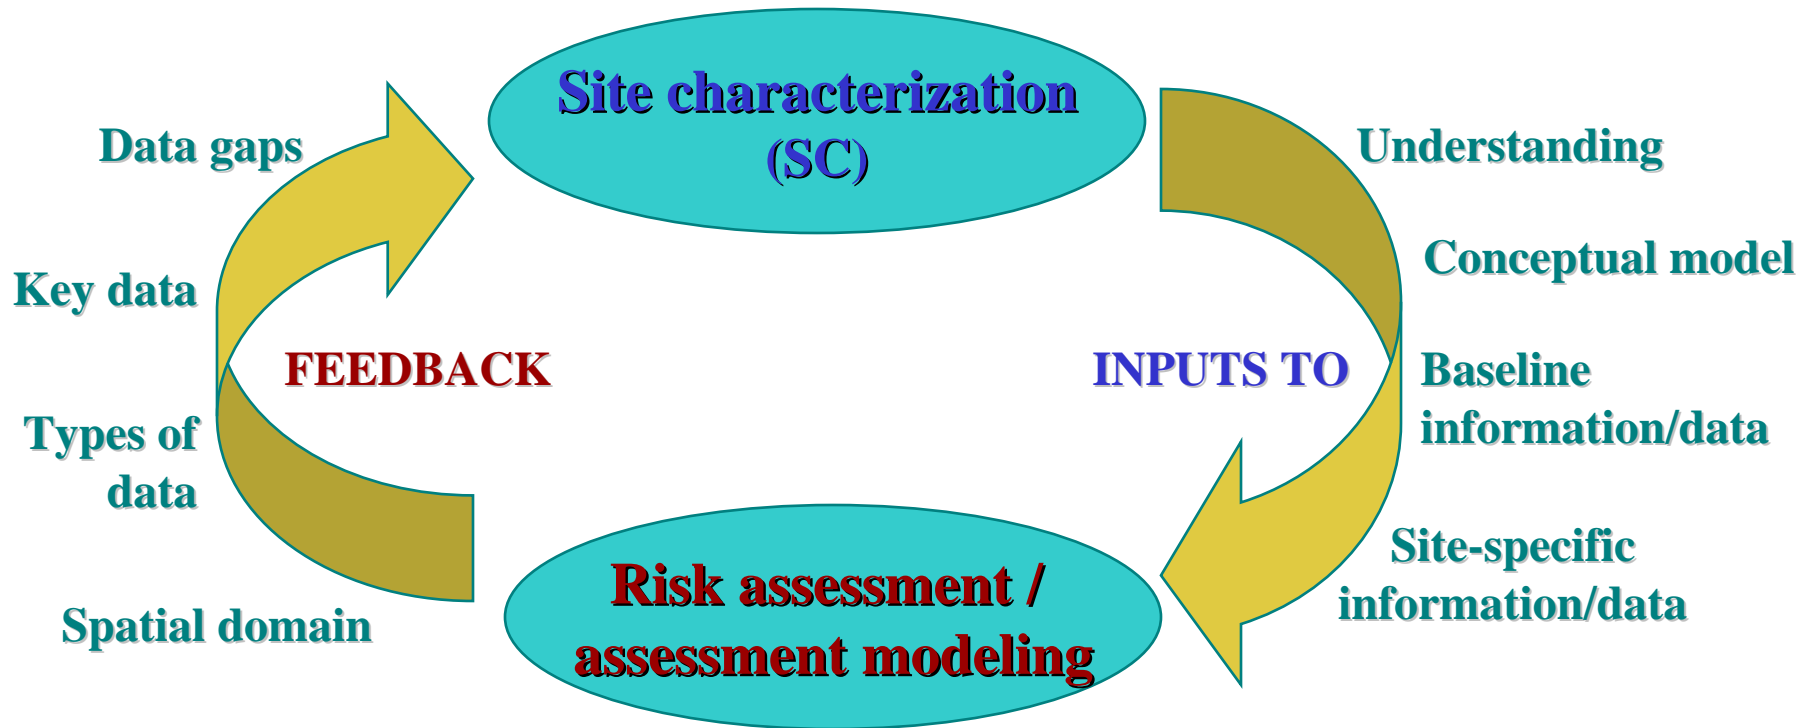 Site characterization
(SC)
Data gaps
Understanding
Key data
Conceptual model
FEEDBACK
INPUTS TO
Baseline
information/data
Types of
data
Site-specific
information/data
Spatial domain
Risk assessment /
assessment modeling